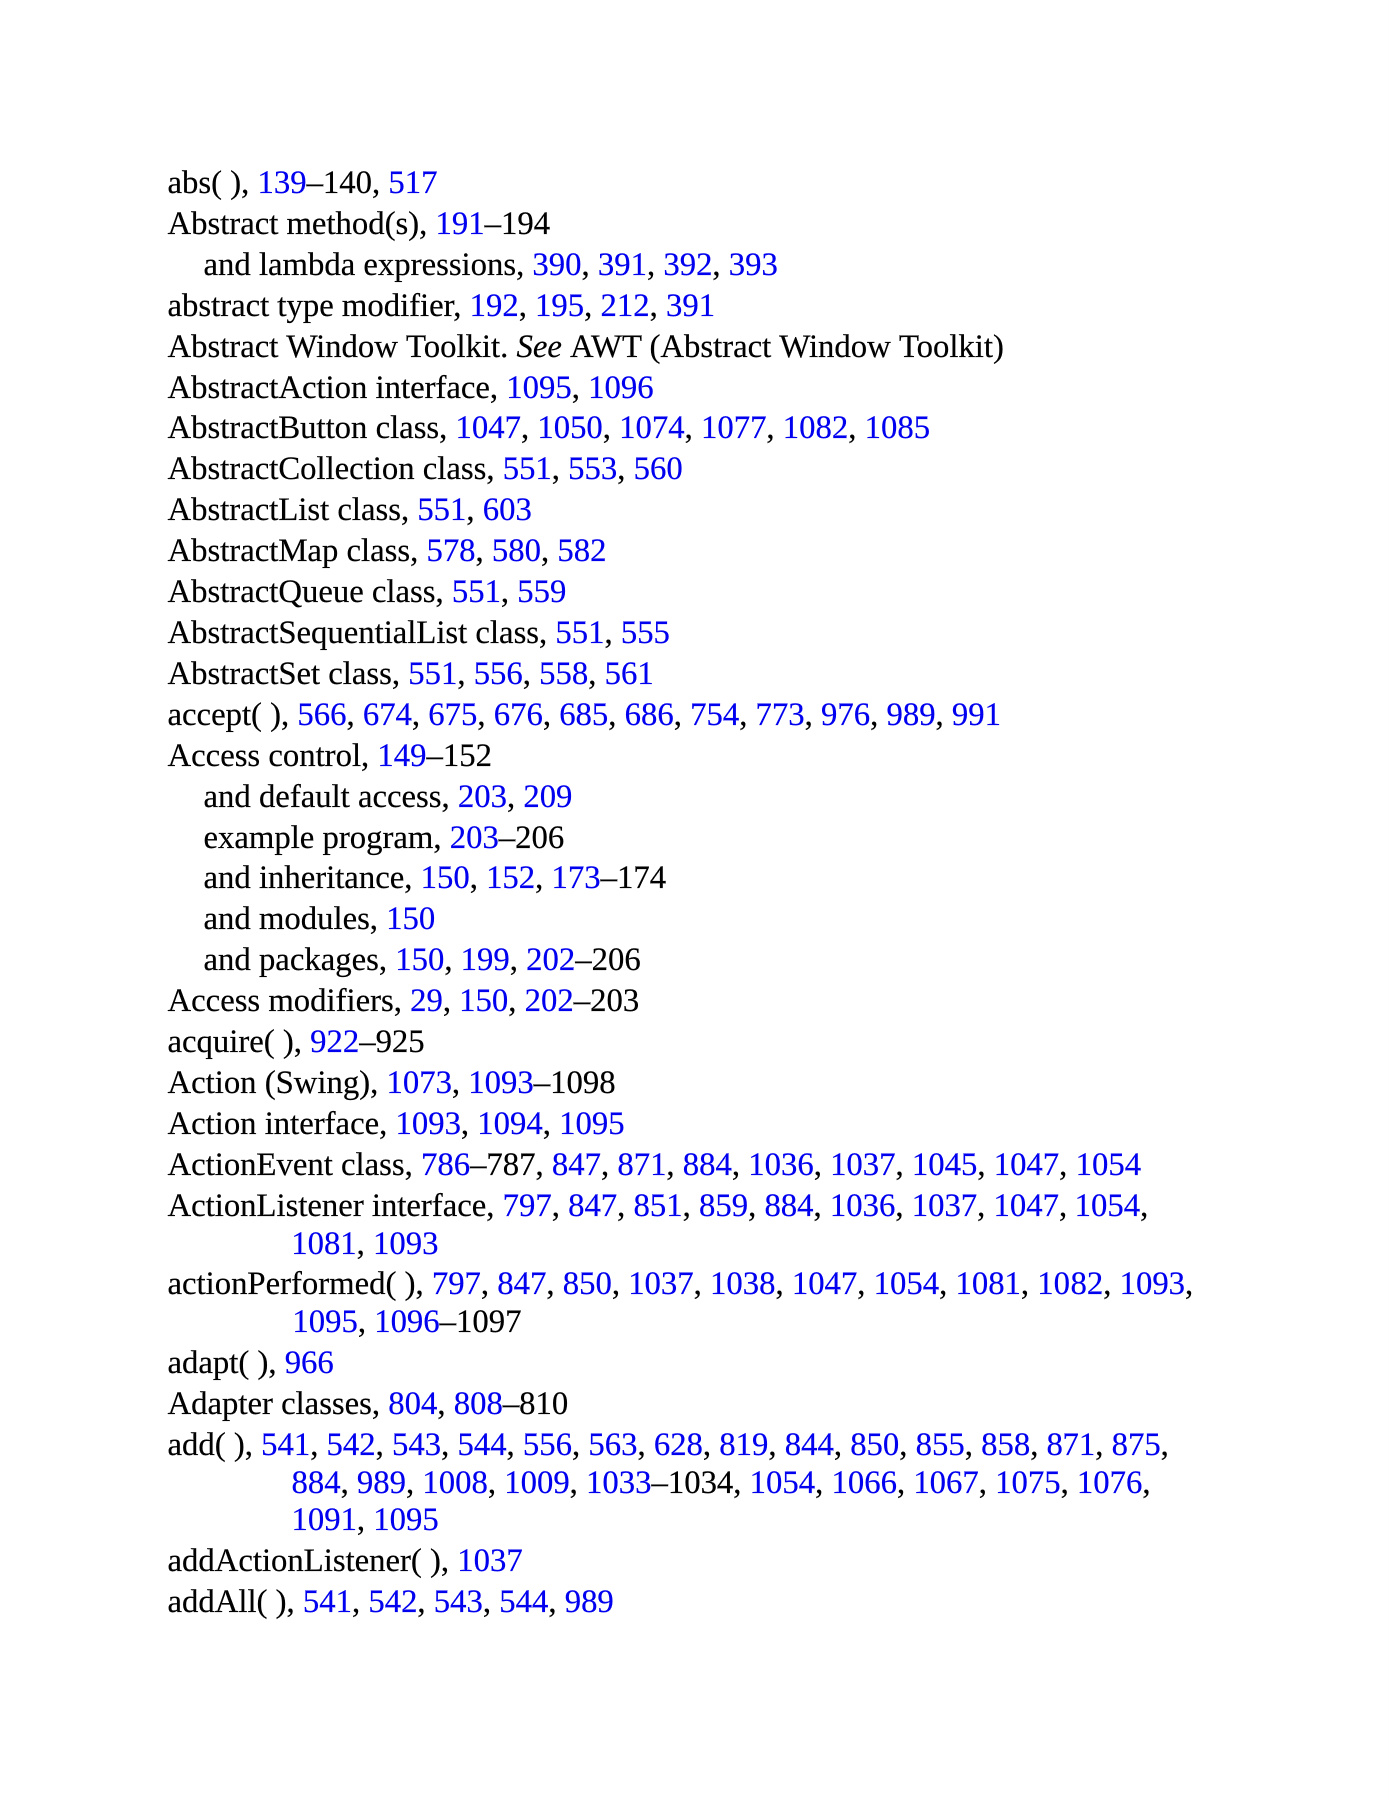 abs( ), 139–140, 517
Abstract method(s), 191–194
and lambda expressions, 390, 391, 392, 393
abstract type modifier, 192, 195, 212, 391
Abstract Window Toolkit. See AWT (Abstract Window Toolkit)
AbstractAction interface, 1095, 1096
AbstractButton class, 1047, 1050, 1074, 1077, 1082, 1085
AbstractCollection class, 551, 553, 560
AbstractList class, 551, 603
AbstractMap class, 578, 580, 582
AbstractQueue class, 551, 559
AbstractSequentialList class, 551, 555
AbstractSet class, 551, 556, 558, 561
accept( ), 566, 674, 675, 676, 685, 686, 754, 773, 976, 989, 991
Access control, 149–152
and default access, 203, 209
example program, 203–206
and inheritance, 150, 152, 173–174
and modules, 150
and packages, 150, 199, 202–206
Access modifiers, 29, 150, 202–203
acquire( ), 922–925
Action (Swing), 1073, 1093–1098
Action interface, 1093, 1094, 1095
ActionEvent class, 786–787, 847, 871, 884, 1036, 1037, 1045, 1047, 1054
ActionListener interface, 797, 847, 851, 859, 884, 1036, 1037, 1047, 1054,
1081, 1093
actionPerformed( ), 797, 847, 850, 1037, 1038, 1047, 1054, 1081, 1082, 1093,
1095, 1096–1097
adapt( ), 966
Adapter classes, 804, 808–810
add( ), 541, 542, 543, 544, 556, 563, 628, 819, 844, 850, 855, 858, 871, 875,
884, 989, 1008, 1009, 1033–1034, 1054, 1066, 1067, 1075, 1076,
1091, 1095
addActionListener( ), 1037
addAll( ), 541, 542, 543, 544, 989